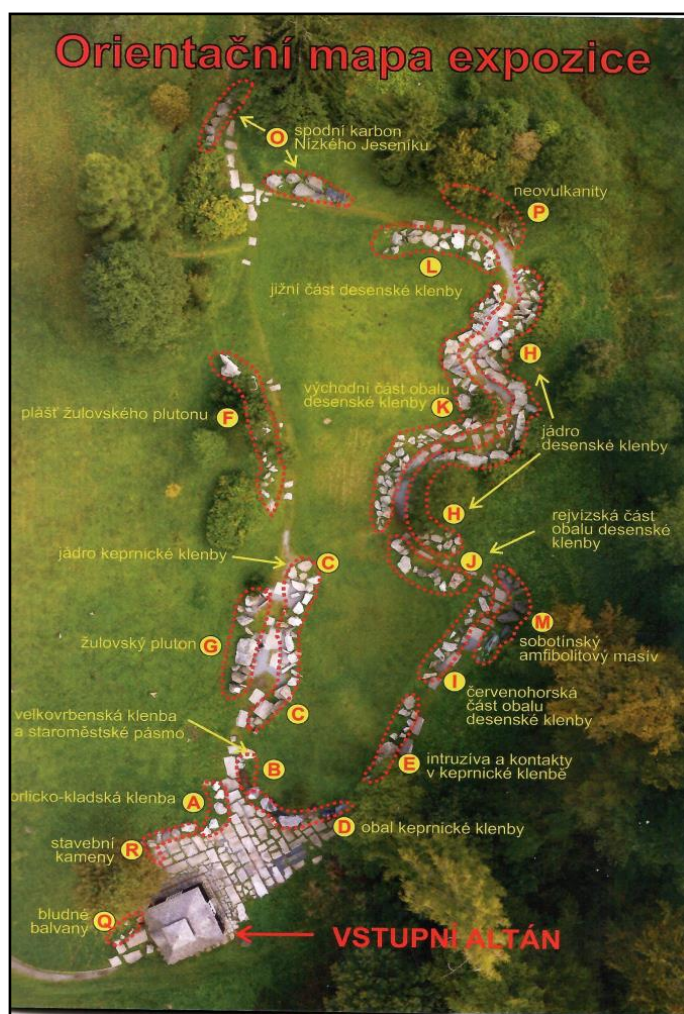 Orientační mapa expozice
O
spodní karbon
Nízkého Jeseníku
neovulkanity
P
L
jižní část desenské klenby
H
východní část obalu
desenské klenby
K
plášť žulovského plutonu
F
jádro
desenské klenby
H
rejvízská část
obalu desenské
klenby
jádro keprnické klenby
C
J
M
sobotínský
amfibolitový masiv
žulovský pluton
G
I
červenohorská
část obalu
desenské klenby
C
velkovrbenská klenba
a staroměstské pásmo
B
E
intruziva a kontakty
v keprnické klenbě
orlicko-kladská klenba
A
D
obal keprnické klenby
stavební
kameny
R
bludné
balvany
Q
VSTUPNÍ ALTÁN